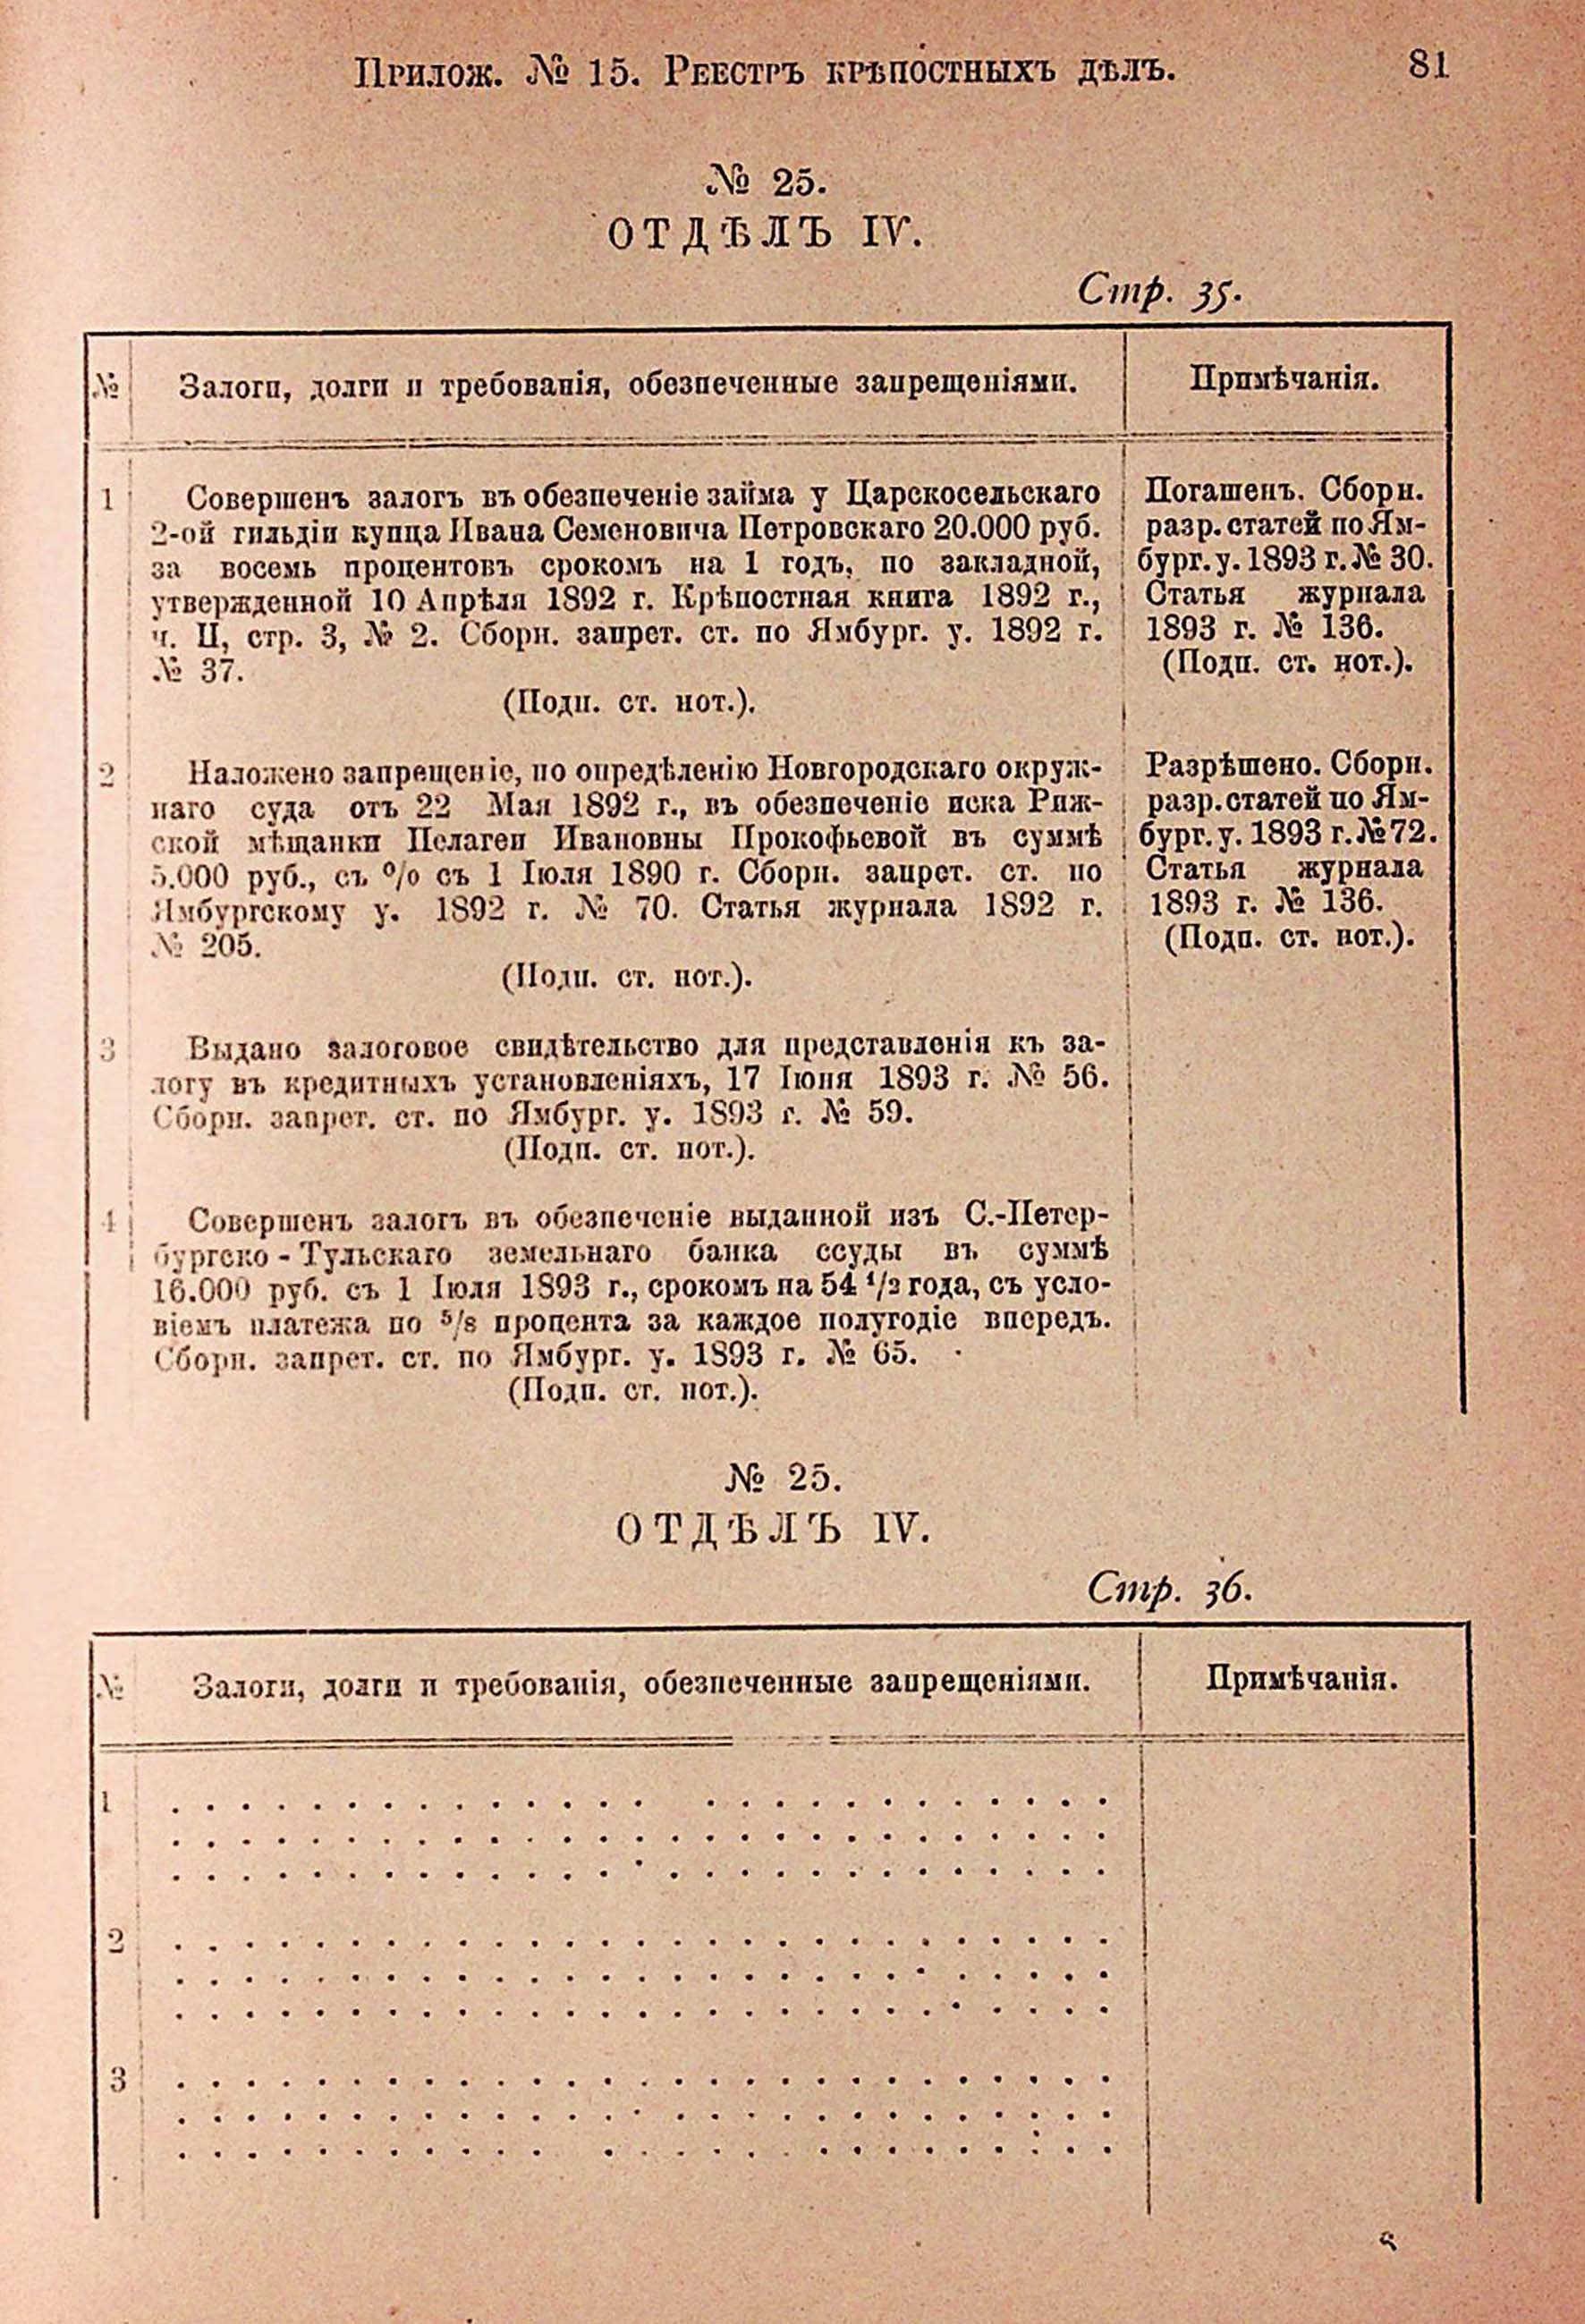 Прилож. № 15. Реестръ крѣпостныхъ дѣлъ.
81
№ 25.
ОТДѢЛЪ IV.
Стр. 35.
№
Залоги, долги и требованія, обезпеченные запрещеніями.
Примѣчанія.
1
Совершенъ залогъ въ обезпеченіе займа у Царскосельскаго
2-ой гильдіи купца Ивана Семеновича Петровскаго 20.000 руб.
за восемь процентовъ срокомъ на 1 годъ, по закладной,
утвержденной 10 Апрѣля 1892 г. Крѣпостная книга 1892 г.,
ч. II, стр. 3, № 2. Сборн. запрет. ст. по Ямбург. у. 1892 г.
№ 37.
(Подп. ст. нот.).
Погашенъ. Сборн.
разр. статей по Ям-
бург. у. 1893 г. № 30.
Статья журнала
1893 г. № 136.
(Подп. ст. нот.).
2
Наложено запрещеніе, по опредѣленію Новгородскаго окруж-
наго суда отъ 22 Мая 1892 г., въ обезпеченіе иска Риж-
ской мѣщанки Пелагеи Ивановны Прокофьевой въ суммѣ
5.000 руб., съ % съ 1 Іюля 1890 г. Сборн. запрет. ст. по
Ямбургскому у. 1892 г. № 70. Статья журнала 1892 г.
№ 205.
(Подп. ст. нот.).
Разрѣшено. Сборн.
разр. статей по Ям-
бург. у. 1893 г. № 72.
Статья журнала
1893 г. № 136.
(Подп. ст. нот.).
3
Выдано залоговое свидѣтельство для представленія къ за-
логу въ кредитныхъ установленіяхъ, 17 Іюня 1893 г. № 56.
Сборн. запрет. ст. по Ямбург. у. 1893 г. № 59.
(Подп. ст. нот.).
4
Совершенъ залогъ въ обезпеченіе выданной изъ С.-Петер-
бургско-Тульскаго земельнаго банка ссуды въ суммѣ
16.000 руб. съ 1 Іюля 1893 г., срокомъ на 54 1/2 года, съ усло-
віемъ платежа по 5/8 процента за каждое полугодіе впередъ.
Сборн. запрет. ст. по Ямбург. у. 1893 г. № 65.
(Подп. ст. нот.).
№ 25.
ОТДѢЛЪ IV.
Стр. 36.
№
Залоги, долги и требованія, обезпеченные запрещеніями.
Примѣчанія.
1
2
3